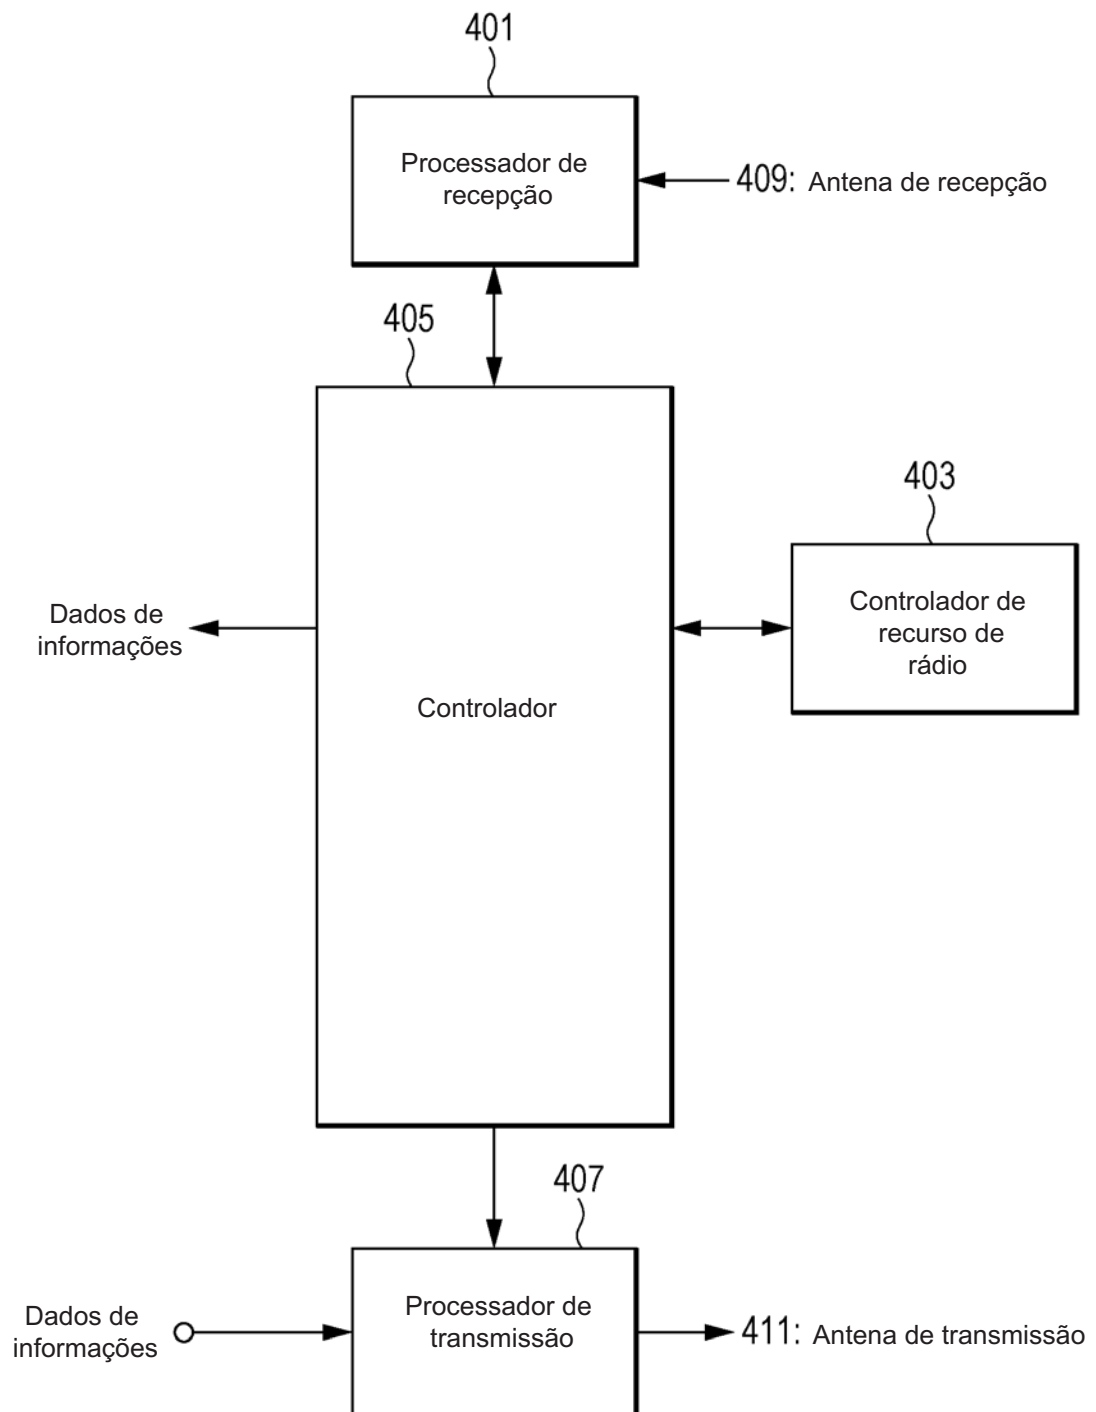 401
Processador de
recepção
409: Antena de recepção
405
403
Controlador de
recurso de
rádio
Dados de
informações
Controlador
407
Processador de
transmissão
Dados de
informações
411: Antena de transmissão